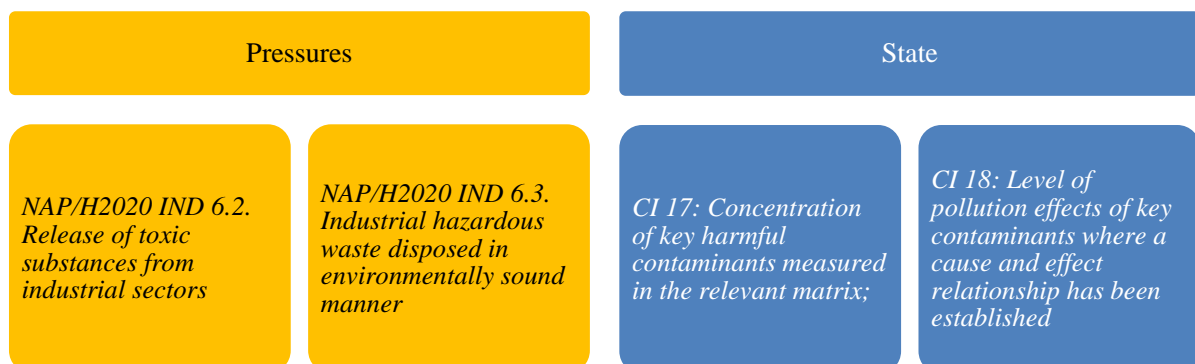 Pressures
State
NAP/H2020 IND 6.2.
Release of toxic
substances from
industrial sectors
NAP/H2020 IND 6.3.
Industrial hazardous
waste disposed in
environmentally sound
manner
CI 17: Concentration
of key harmful
contaminants measured
in the relevant matrix;
CI 18: Level of
pollution effects of key
contaminants where a
cause and effect
relationship has been
established